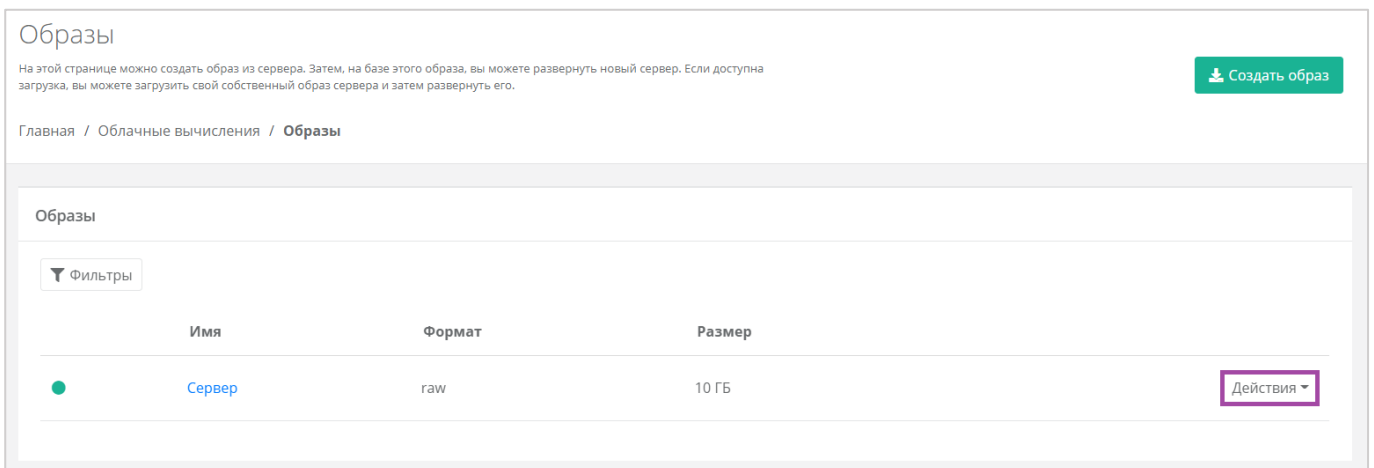 Образы
На этой странице можно создать образ из сервера. Затем, на базе этого образа, вы можете развернуть новый сервер. Если доступна
загрузка, вы можете загрузить свой собственный образ сервера и затем развернуть его.
Создать образ
Главная / Облачные вычисления / Образы
Образы
Фильтры
Имя Формат Размер
Сервер raw 10 ГБ Действия